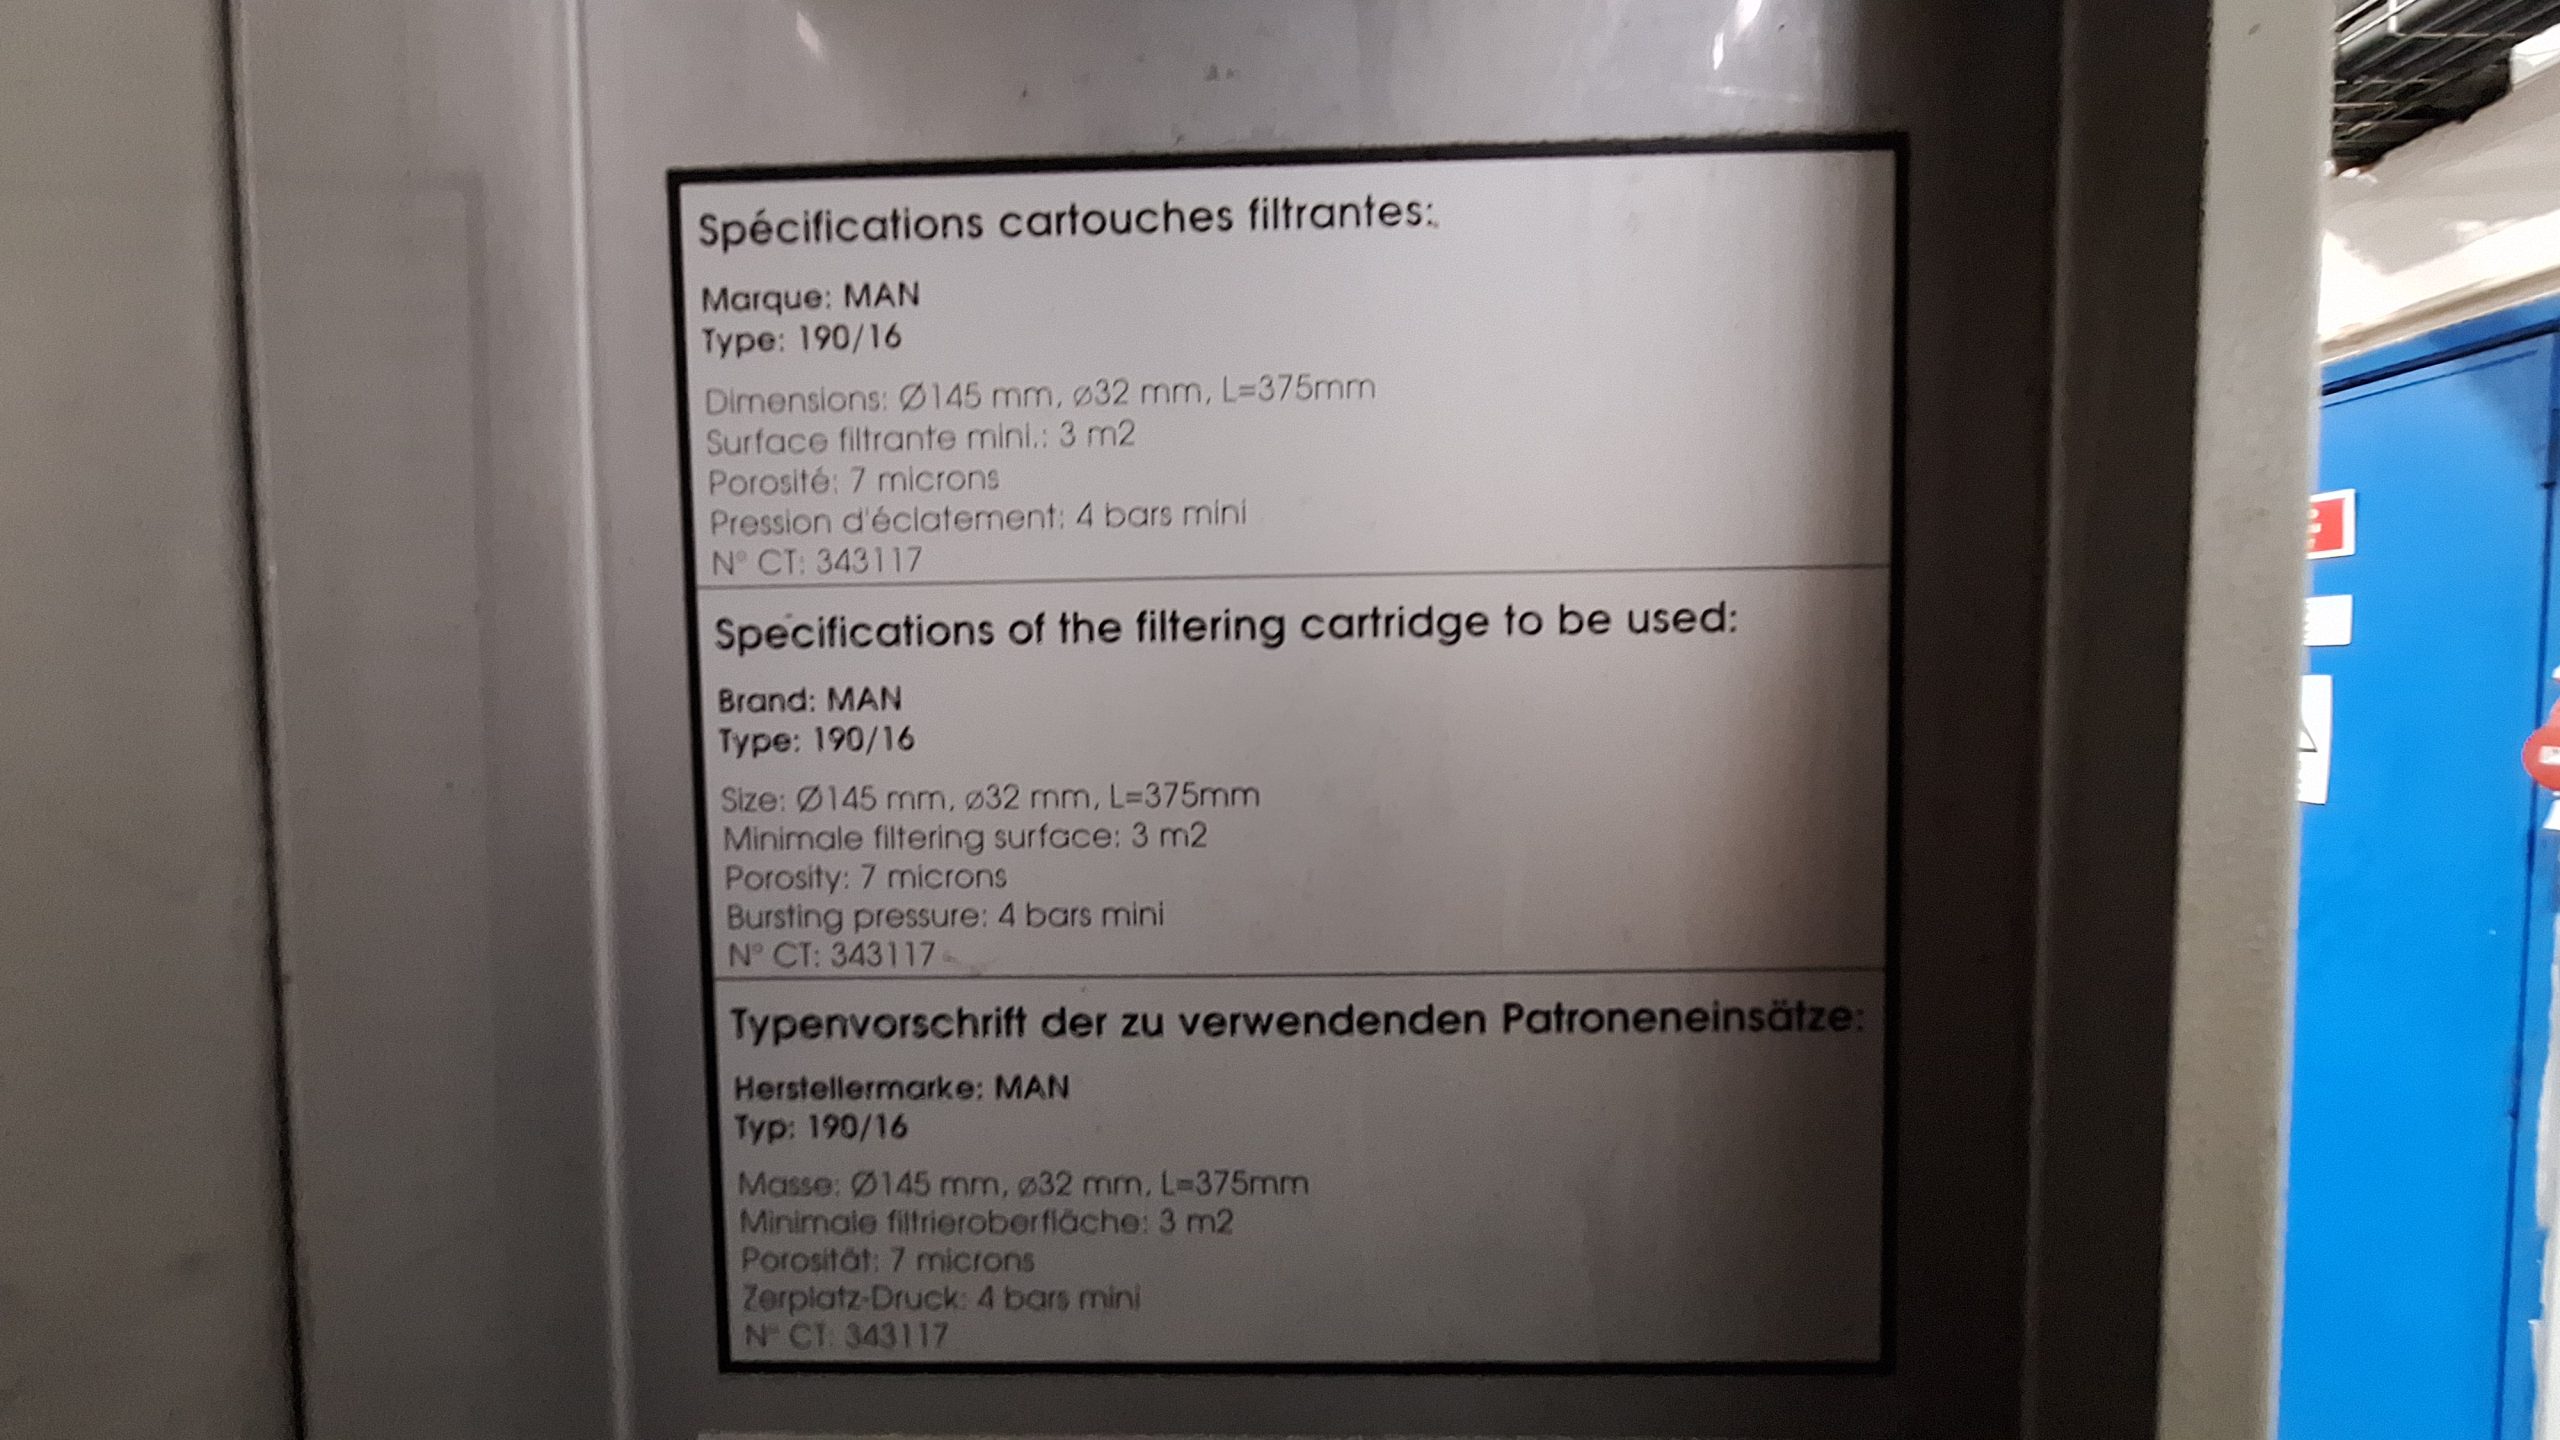 Spécifications cartouches filtrantes:
Marque: MAN
Type: 190/16
Dimensions: Ø145 mm, ø32 mm, L=375mm
Surface filtrante mini.: 3 m2
Porosité: 7 microns
Pression d'éclatement: 4 bars mini
N° CT: 343117
Specifications of the filtering cartridge to be used:
Brand: MAN
Type: 190/16
Size: Ø145 mm, ø32 mm, L=375mm
Minimale filtering surface: 3 m2
Porosity: 7 microns
Bursting pressure: 4 bars mini
N° CT: 343117
Typenvorschrift der zu verwendenden Patroneneinsätze:
Herstellermarke: MAN
Typ: 190/16
Masse: Ø145 mm, ø32 mm, L=375mm
Minimale filtrieroberfläche: 3 m2
Porosität: 7 microns
Zerplatz-Druck: 4 bars mini
N° CT: 343117